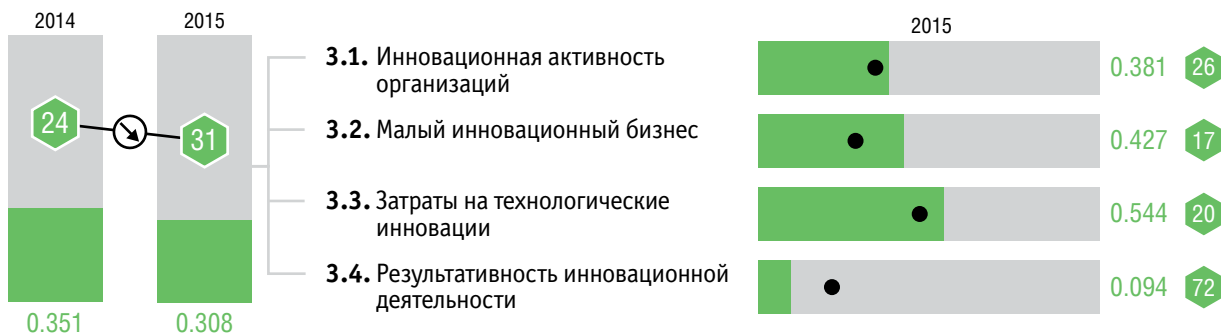 2014
2015
24
31
0.351
0.308
2015
3.1. Инновационная активность
организаций
0.381
26
3.2. Малый инновационный бизнес
0.427
17
3.3. Затраты на технологические
инновации
0.544
20
3.4. Результативность инновационной
деятельности
0.094
72